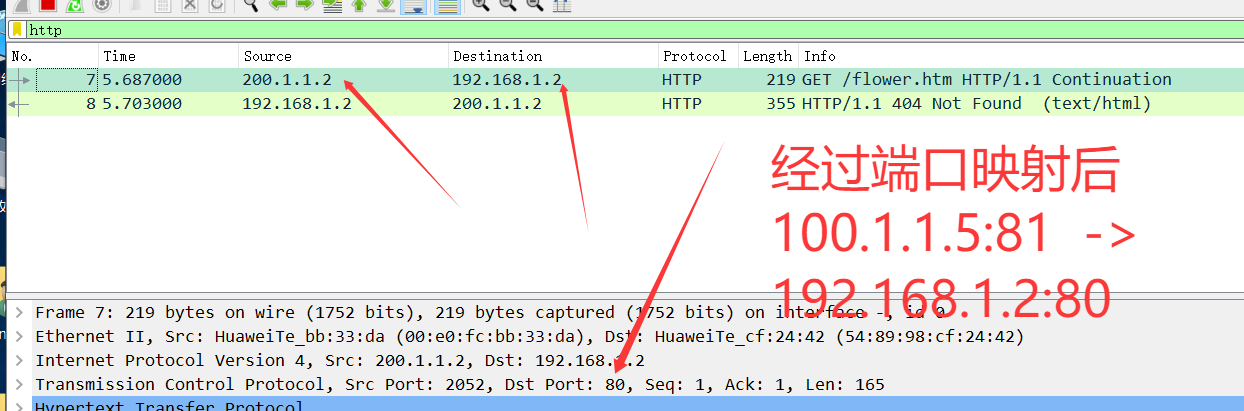 http
No. Time Source Destination Protocol Length Info
7 5.687000 200.1.1.2 192.168.1.2 HTTP 219 GET /flower.htm HTTP/1.1 Continuation
8 5.703000 192.168.1.2 200.1.1.2 HTTP 355 HTTP/1.1 404 Not Found (text/html)
经过端口映射后
100.1.1.5:81 ->
192.168.1.2:80
Frame 7: 219 bytes on wire (1752 bits), 219 bytes captured (1752 bits) on interface -, id 0
Ethernet II, Src: HuaweiTe_bb:33:da (00:e0:fc:bb:33:da), Dst: HuaweiTe_cf:24:42 (54:89:98:cf:24:42)
Internet Protocol Version 4, Src: 200.1.1.2, Dst: 192.168.1.2
Transmission Control Protocol, Src Port: 2052, Dst Port: 80, Seq: 1, Ack: 1, Len: 165
Hypertext Transfer Protocol